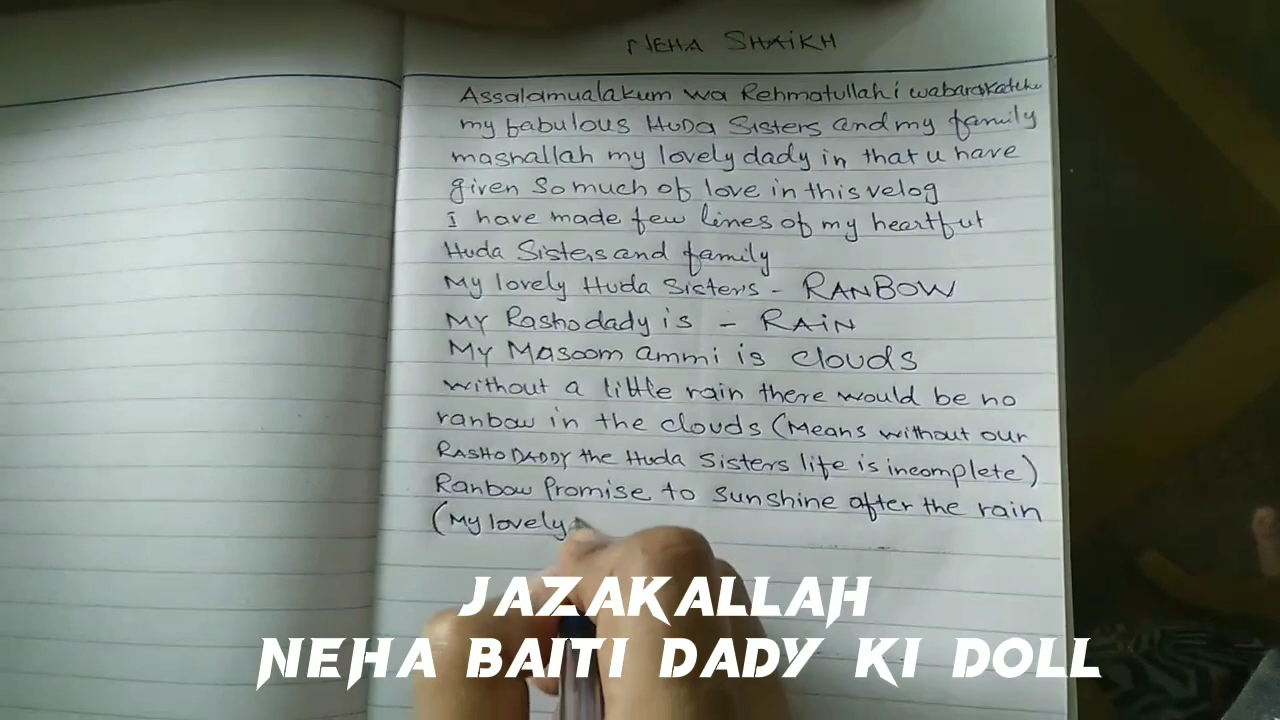 NEHA SHAIKH
Assalamualakum wa Rehmatullahi wabarakatehu
my fabulous HUDA Sisters and my family
mashallah my lovely dady in that u have
given so much of love in this velog
I have made few lines of my heartfut
Huda Sisters and family
My lovely Huda Sisters - RANBOW
MY Rashodady is - RAIN
MY Masoom ammi is clouds
without a little rain there would be no
ranbow in the clouds (Means without our
RASHODADDY the Huda Sisters life is incomplete)
Ranbow Promise to sunshine after the rain
(My lovely
JAZAKALLAH
NEHA BAITI DADY KI DOLL